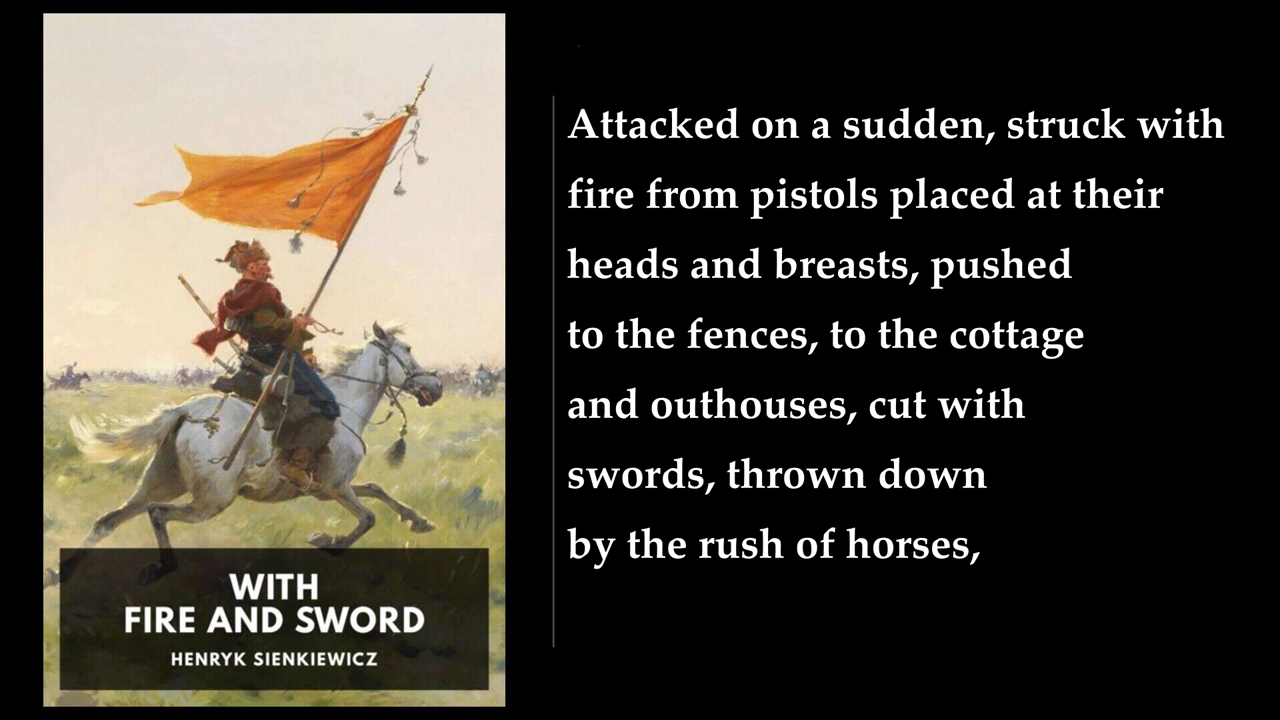 WITH
FIRE AND SWORD
HENRYK SIENKIEWICZ
Attacked on a sudden, struck with
fire from pistols placed at their
heads and breasts, pushed
to the fences, to the cottage
and outhouses, cut with
swords, thrown down
by the rush of horses,